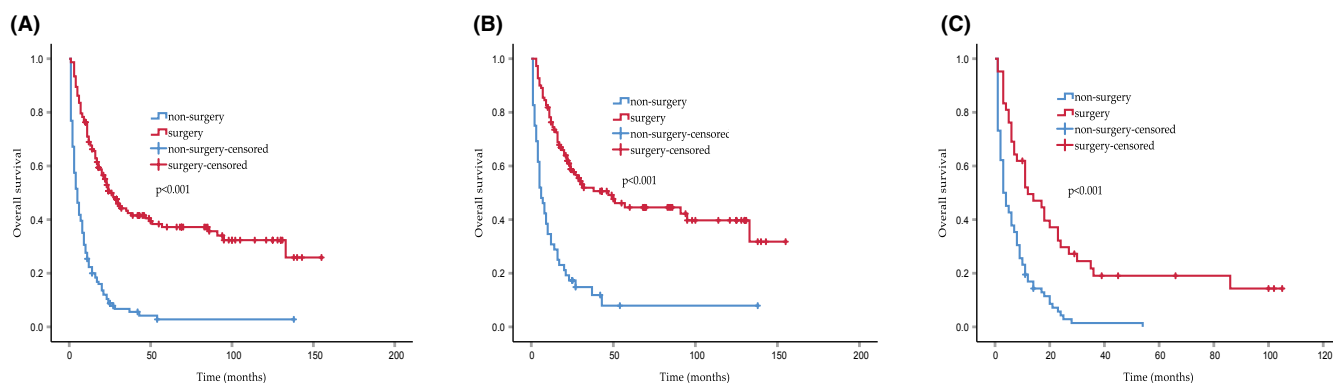 (A)
Overall survival
1.0
0.8
0.6
0.4
0.2
0.0
non-surgery
surgery
non-surgery-censored
surgery-censored
p<0.001
0 50 100 150 200
Time (months)
(B)
Overall survival
1.0
0.8
0.6
0.4
0.2
0.0
non-surgery
surgery
non-surgery-censorec
surgery-censored
p<0.001
0 50 100 150 200
Time (months)
(C)
Overall survival
1.0
0.8
0.6
0.4
0.2
0.0
non-surgery
surgery
non-surgery-censored
surgery-censored
p<0.001
0 20 40 60 80 100 120
Time (months)